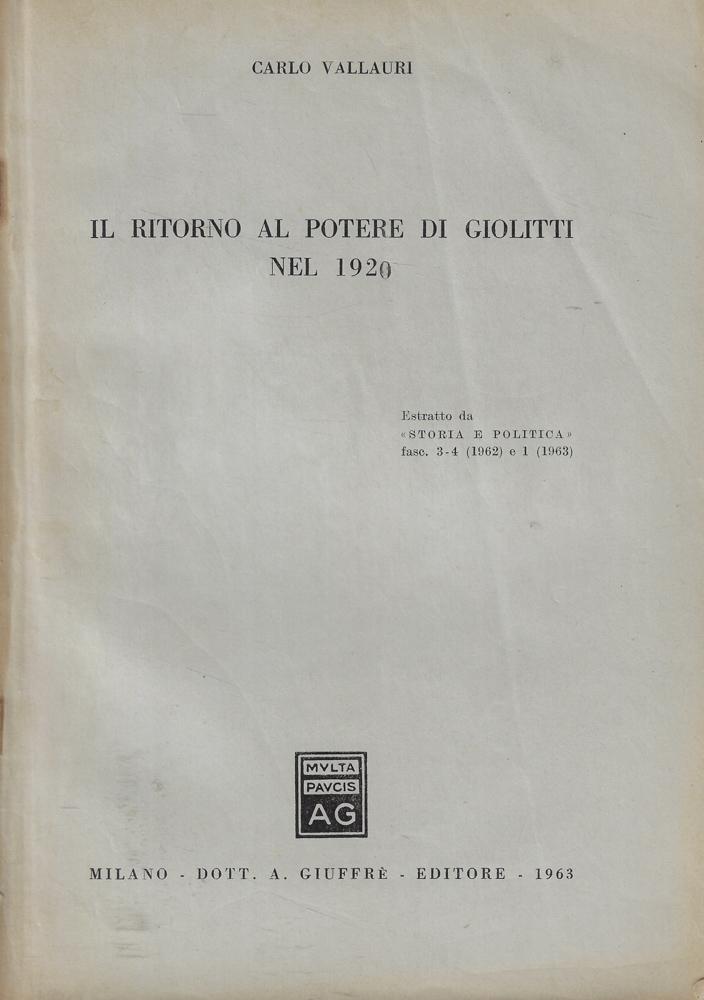 CARLO VALLAURI
IL RITORNO AL POTERE DI GIOLITTI
NEL 1920
Estratto da
«STORIA E POLITICA»
fasc. 3-4 (1962) e 1 (1963)
MVLTA
PAVCIS
AG
MILANO - DOTT. A. GIUFFRÈ - EDITORE - 1963